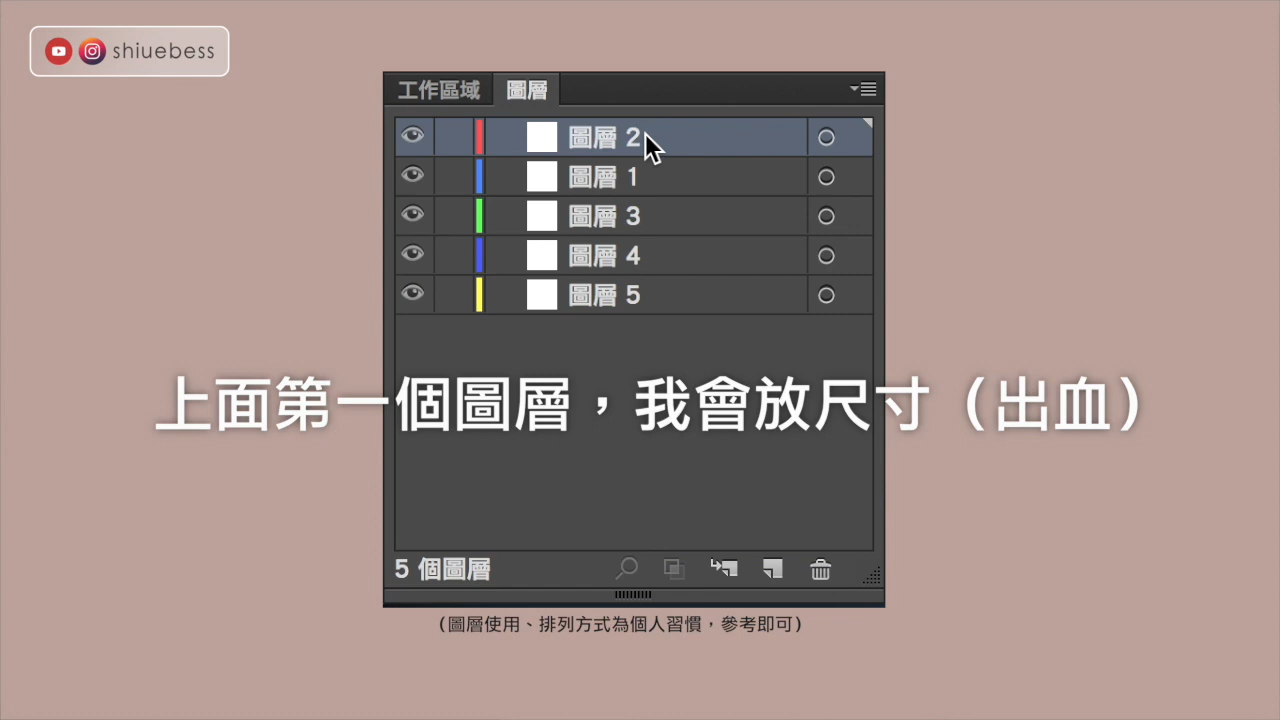 shiuebess
工作區域 圖層
圖層 2
圖層 1
圖層 3
圖層 4
圖層 5
上面第一個圖層，我會放尺寸（出血）
5 個圖層
（圖層使用、排列方式為個人習慣，參考即可）